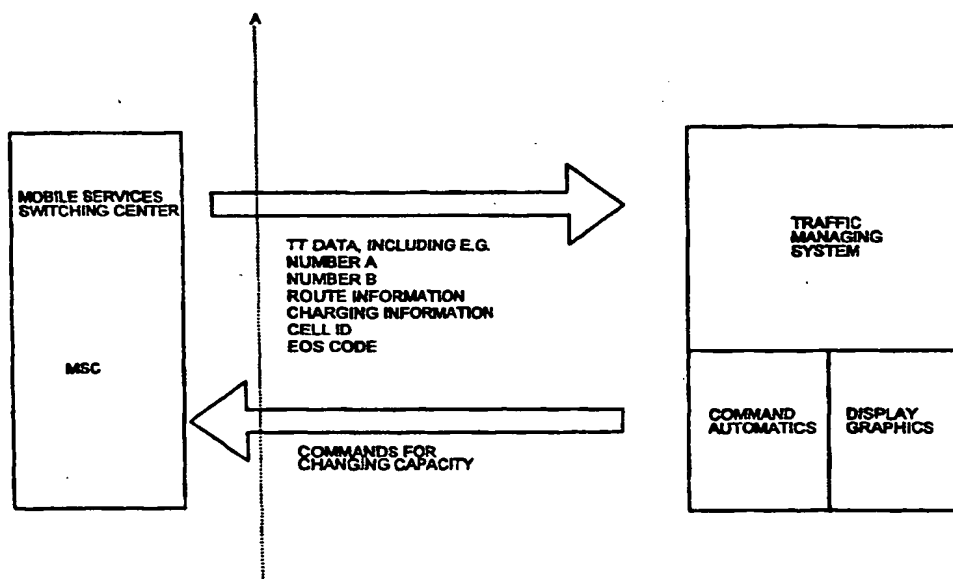 A
MOBILE SERVICES
SWITCHING CENTER
MSC
TT DATA, INCLUDING E.G.
NUMBER A
NUMBER B
ROUTE INFORMATION
CHARGING INFORMATION
CELL ID
EOS CODE
COMMANDS FOR
CHANGING CAPACITY
TRAFFIC
MANAGING
SYSTEM
COMMAND
AUTOMATICS
DISPLAY
GRAPHICS